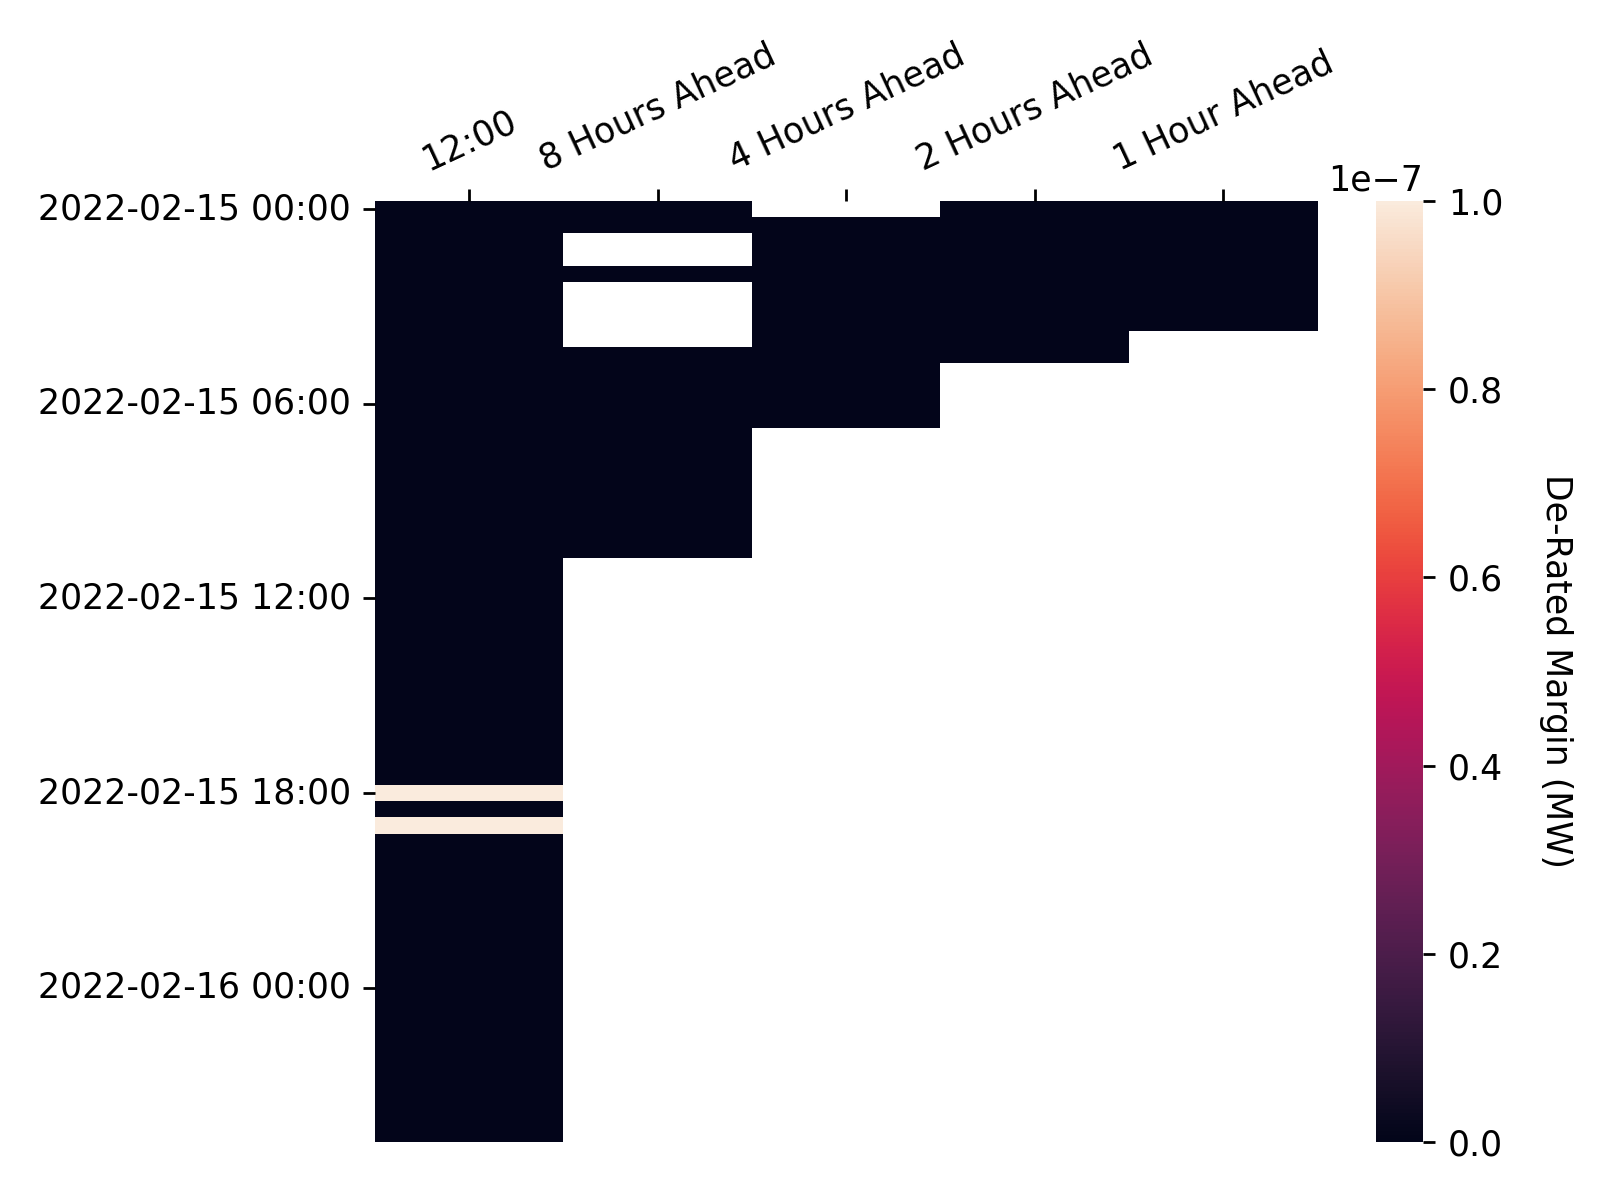 12:00
8 Hours Ahead
4 Hours Ahead
2 Hours Ahead
1 Hour Ahead
1e−7
2022-02-15 00:00
2022-02-15 06:00
2022-02-15 12:00
2022-02-15 18:00
2022-02-16 00:00
1.0
0.8
0.6
0.4
0.2
0.0
De-Rated Margin (MW)